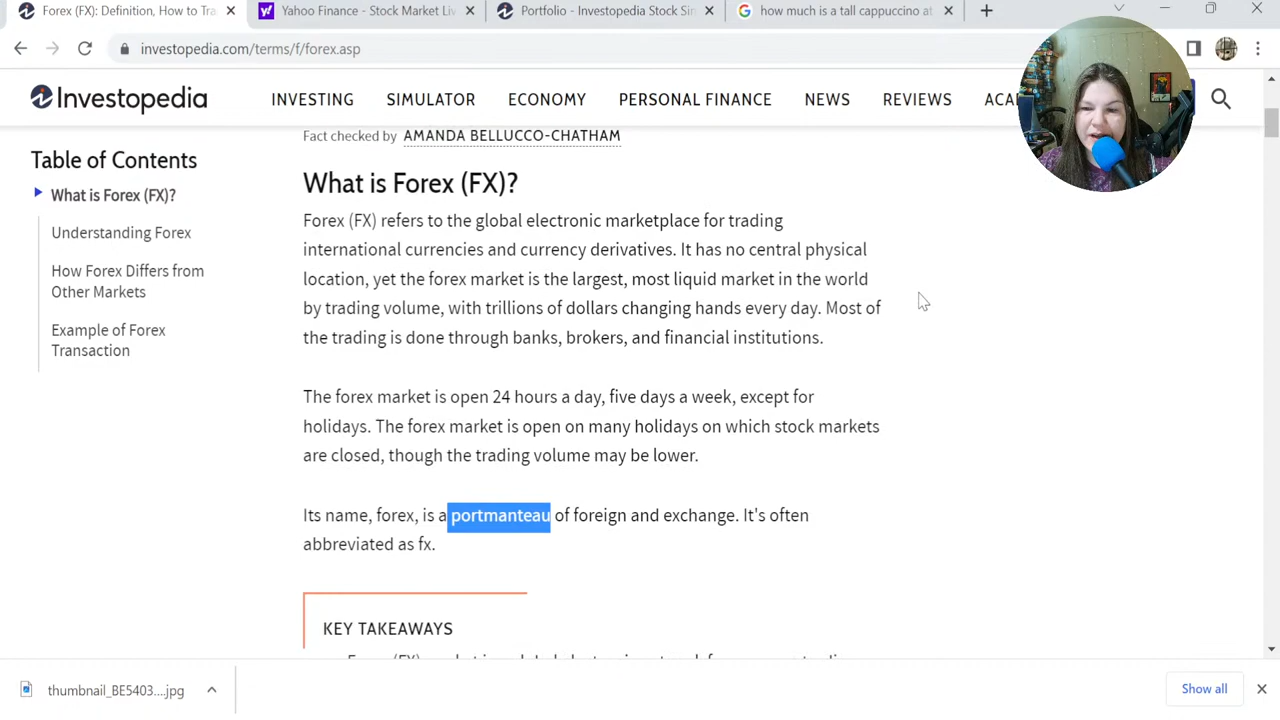 Forex (FX): Definition, How to Tra
Yahoo Finance - Stock Market Liv
Portfolio - Investopedia Stock Sim
how much is a tall cappuccino at
investopedia.com/terms/f/forex.asp
Investopedia
INVESTING
SIMULATOR
ECONOMY
PERSONAL FINANCE
NEWS
REVIEWS
ACA
Fact checked by AMANDA BELLUCCO-CHATHAM
Table of Contents
What is Forex (FX)?
Understanding Forex
How Forex Differs from
Other Markets
Example of Forex
Transaction
What is Forex (FX)?
Forex (FX) refers to the global electronic marketplace for trading
international currencies and currency derivatives. It has no central physical
location, yet the forex market is the largest, most liquid market in the world
by trading volume, with trillions of dollars changing hands every day. Most of
the trading is done through banks, brokers, and financial institutions.
The forex market is open 24 hours a day, five days a week, except for
holidays. The forex market is open on many holidays on which stock markets
are closed, though the trading volume may be lower.
Its name, forex, is a portmanteau of foreign and exchange. It's often
abbreviated as fx.
KEY TAKEAWAYS
thumbnail_BE5403....jpg
Show all